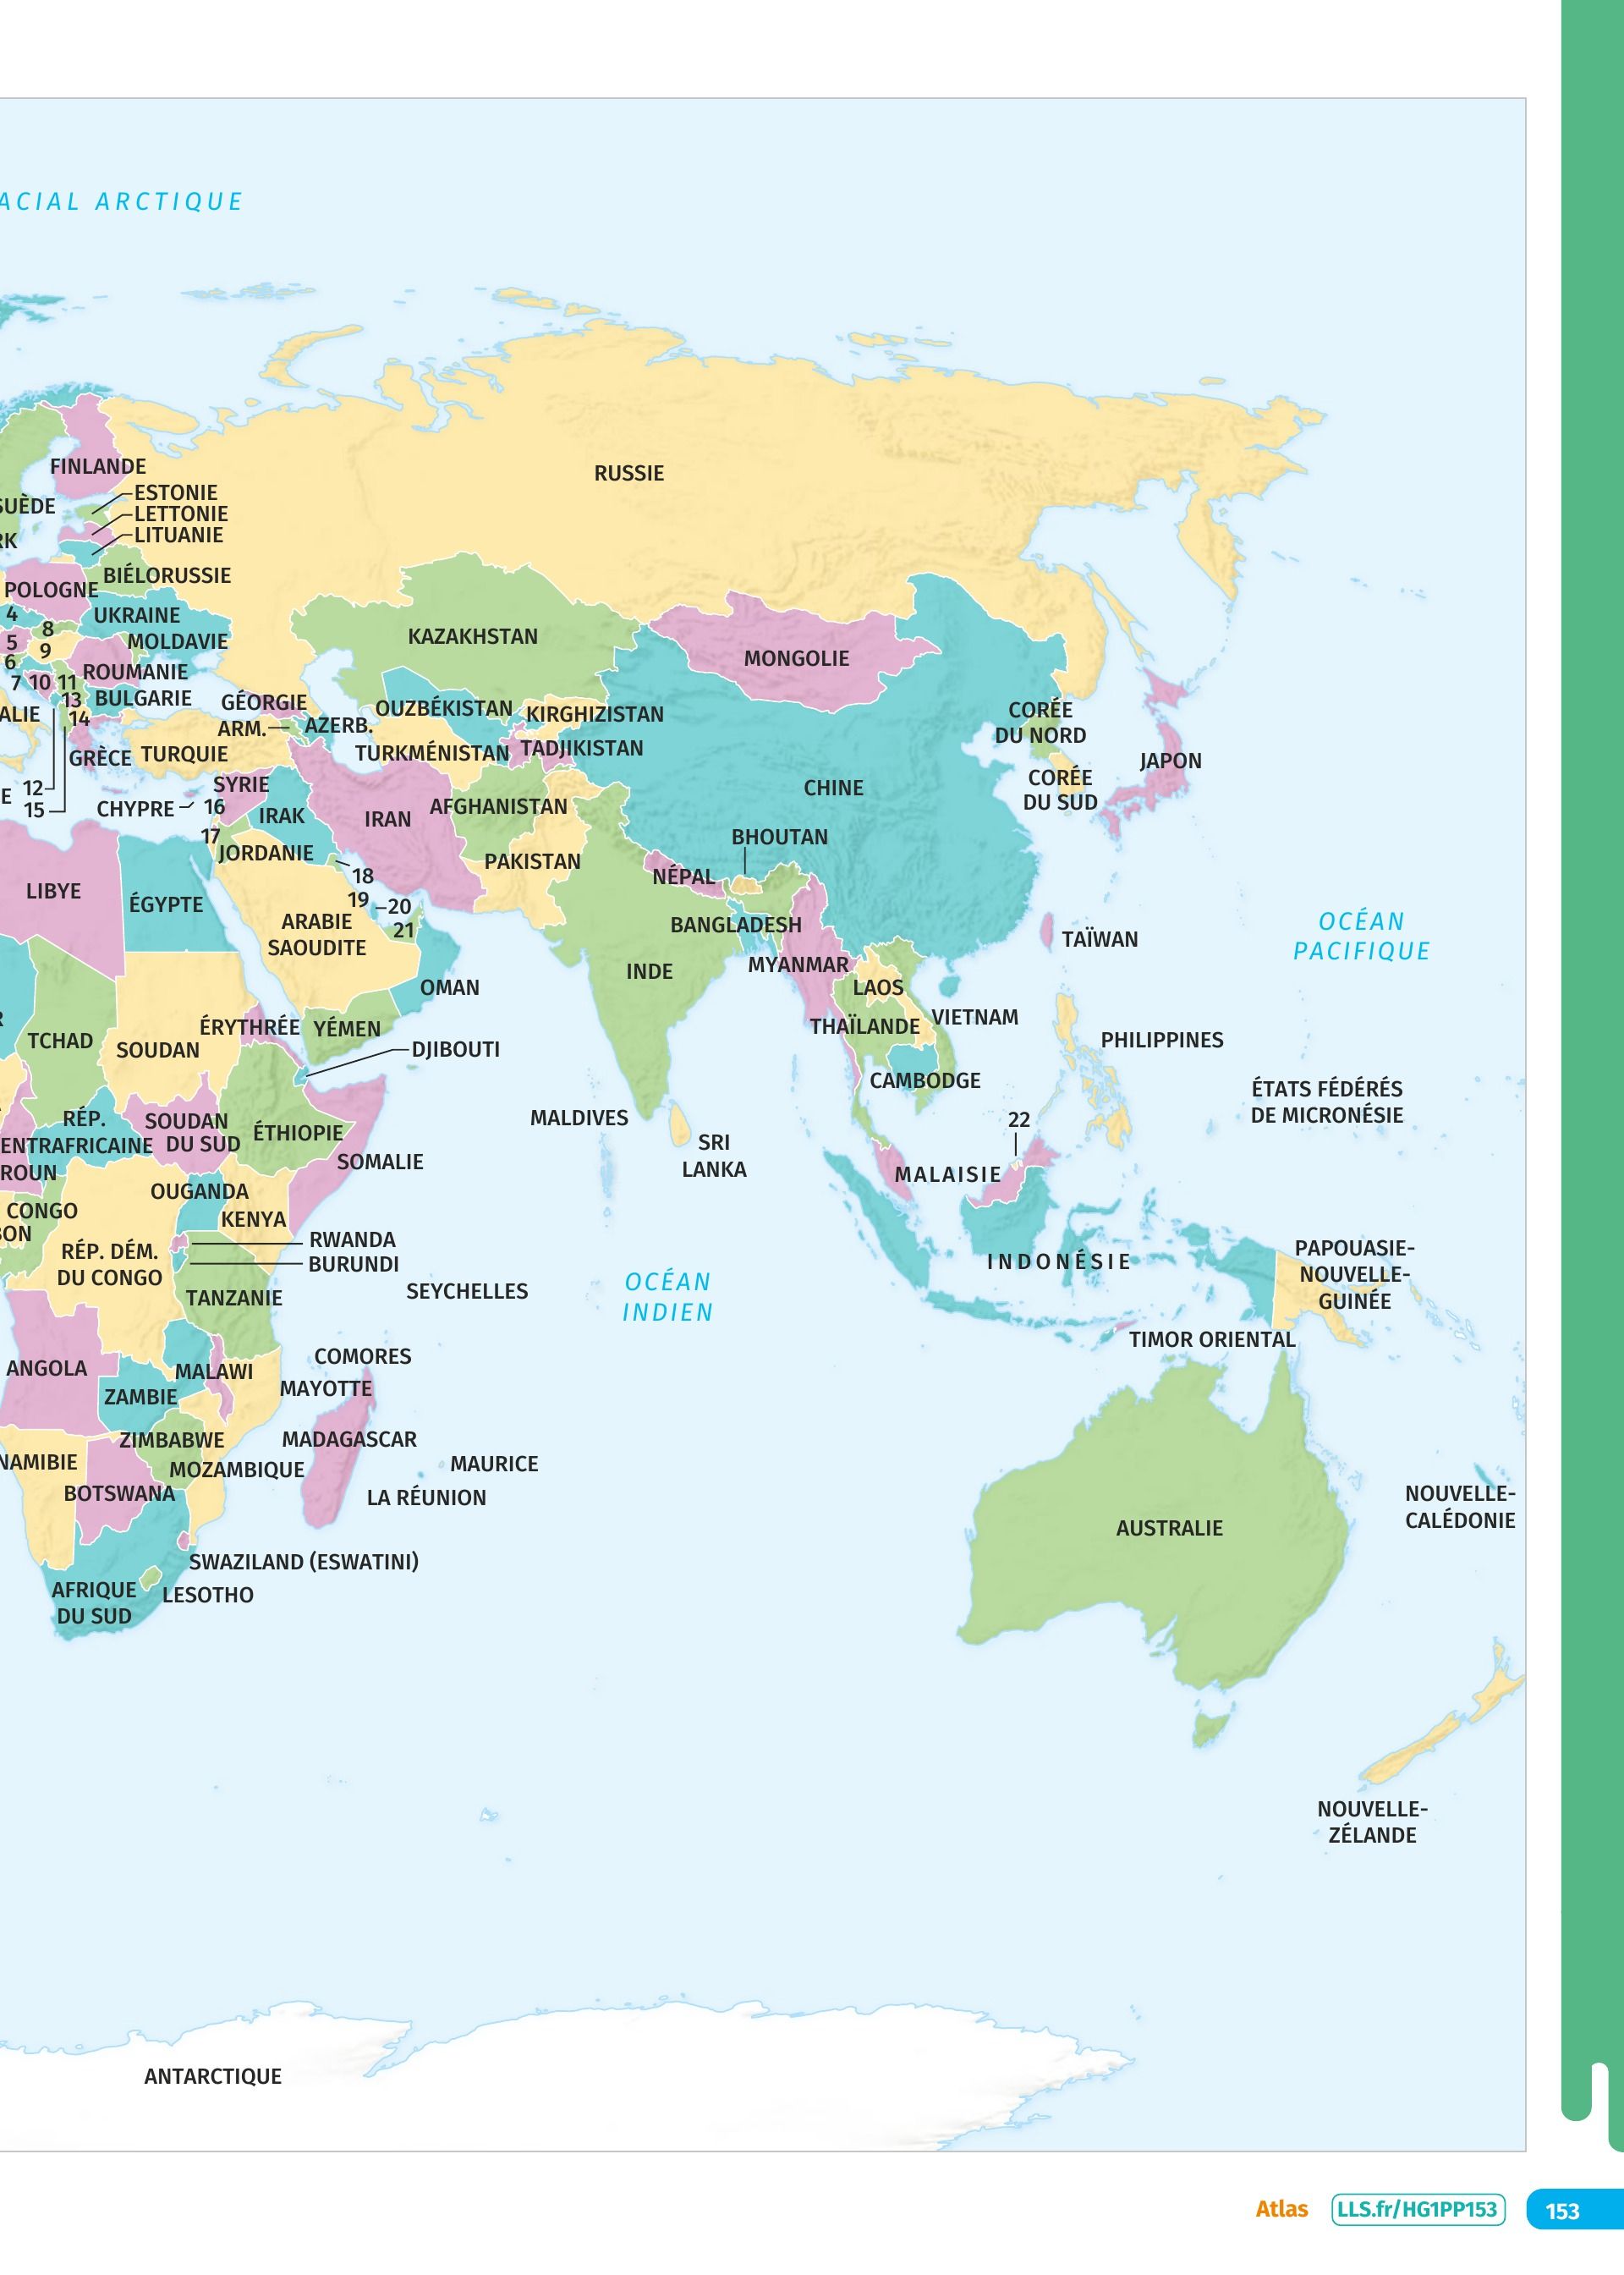 ACIAL ARCTIQUE
RUSSIE
FINLANDE
ESTONIE
SUÈDE
LETTONIE
LITUANIE
RK
BIÉLORUSSIE
POLOGNE
4
UKRAINE
8
5
MOLDAVIE
9
6
KAZAKHSTAN
MONGOLIE
ROUMANIE
7
10
11
13
BULGARIE
GÉORGIE
OUZBÉKISTAN
KIRGHIZISTAN
CORÉE
DU NORD
ALIE
14
ARM.
AZERB.
TURKMÉNISTAN
TADJIKISTAN
GRÈCE
TURQUIE
JAPON
CORÉE
DU SUD
CHINE
SYRIE
12
E
15
CHYPRE
16
IRAK
IRAN
AFGHANISTAN
17
BHOUTAN
JORDANIE
PAKISTAN
18
NÉPAL
LIBYE
ÉGYPTE
19
20
21
ARABIE
SAOUDITE
BANGLADESH
TAÏWAN
OCÉAN
PACIFIQUE
INDE
MYANMAR
OMAN
LAOS
R
ÉRYTHRÉE
YÉMEN
THAÏLANDE
VIETNAM
TCHAD
SOUDAN
DJIBOUTI
PHILIPPINES
CAMBODGE
ÉTATS FÉDÉRÉS
DE MICRONÉSIE
RÉP.
ENTRAFRICAINE
SOUDAN
DU SUD
ÉTHIOPIE
MALDIVES
22
SRI
LANKA
ROUN
SOMALIE
MALAISIE
OUGANDA
CONGO
BON
KENYA
RWANDA
BURUNDI
RÉP. DÉM.
DU CONGO
INDONÉSIE
PAPOUASIE-
NOUVELLE-
GUINÉE
TANZANIE
SEYCHELLES
OCÉAN
INDIEN
TIMOR ORIENTAL
COMORES
ANGOLA
MALAWI
MAYOTTE
ZAMBIE
ZIMBABWE
MADAGASCAR
NAMIBIE
MOZAMBIQUE
MAURICE
BOTSWANA
LA RÉUNION
NOUVELLE-
CALÉDONIE
AUSTRALIE
SWAZILAND (ESWATINI)
AFRIQUE
DU SUD
LESOTHO
NOUVELLE-
ZÉLANDE
ANTARCTIQUE
Atlas
LLS.fr/HG1PP153
153